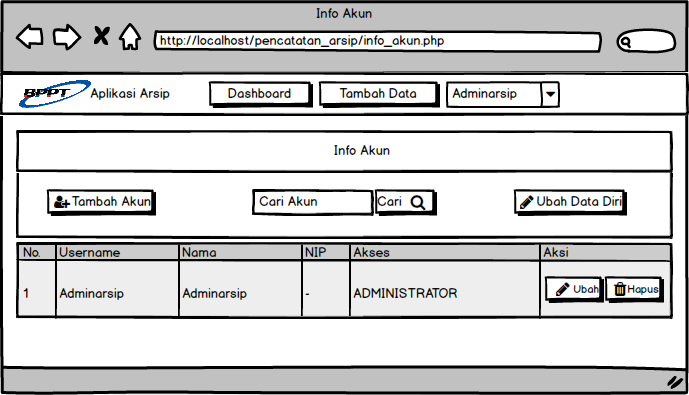 Info Akun
http://localhost/pencatatan_arsip/info_akun.php
BPPT Aplikasi Arsip Dashboard Tambah Data Adminarsip
Info Akun
Tambah Akun Cari Akun Cari Ubah Data Diri
No. Username Nama NIP Akses Aksi
1 Adminarsip Adminarsip - ADMINISTRATOR Ubah Hapus